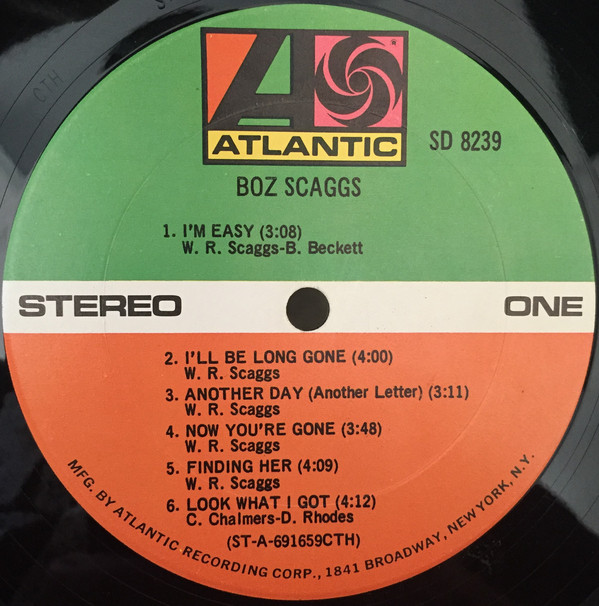 ATLANTIC
SD 8239
BOZ SCAGGS
1. I'M EASY (3:08)
W. R. Scaggs-B. Beckett
STEREO
ONE
2. I'LL BE LONG GONE (4:00)
W. R. Scaggs
3. ANOTHER DAY (Another Letter) (3:11)
W. R. Scaggs
4. NOW YOU'RE GONE (3:48)
W. R. Scaggs
5. FINDING HER (4:09)
W. R. Scaggs
6. LOOK WHAT I GOT (4:12)
C. Chalmers-D. Rhodes
(ST-A-691659CTH)
MFG. BY ATLANTIC RECORDING CORP., 1841 BROADWAY, NEW YORK, N.Y.
CTH